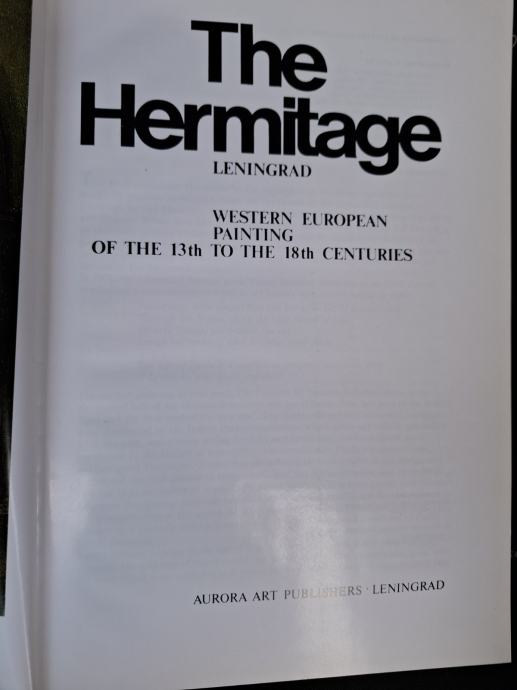 The
Hermitage
LENINGRAD
WESTERN EUROPEAN
PAINTING
OF THE 13th TO THE 18th CENTURIES
AURORA ART PUBLISHERS · LENINGRAD